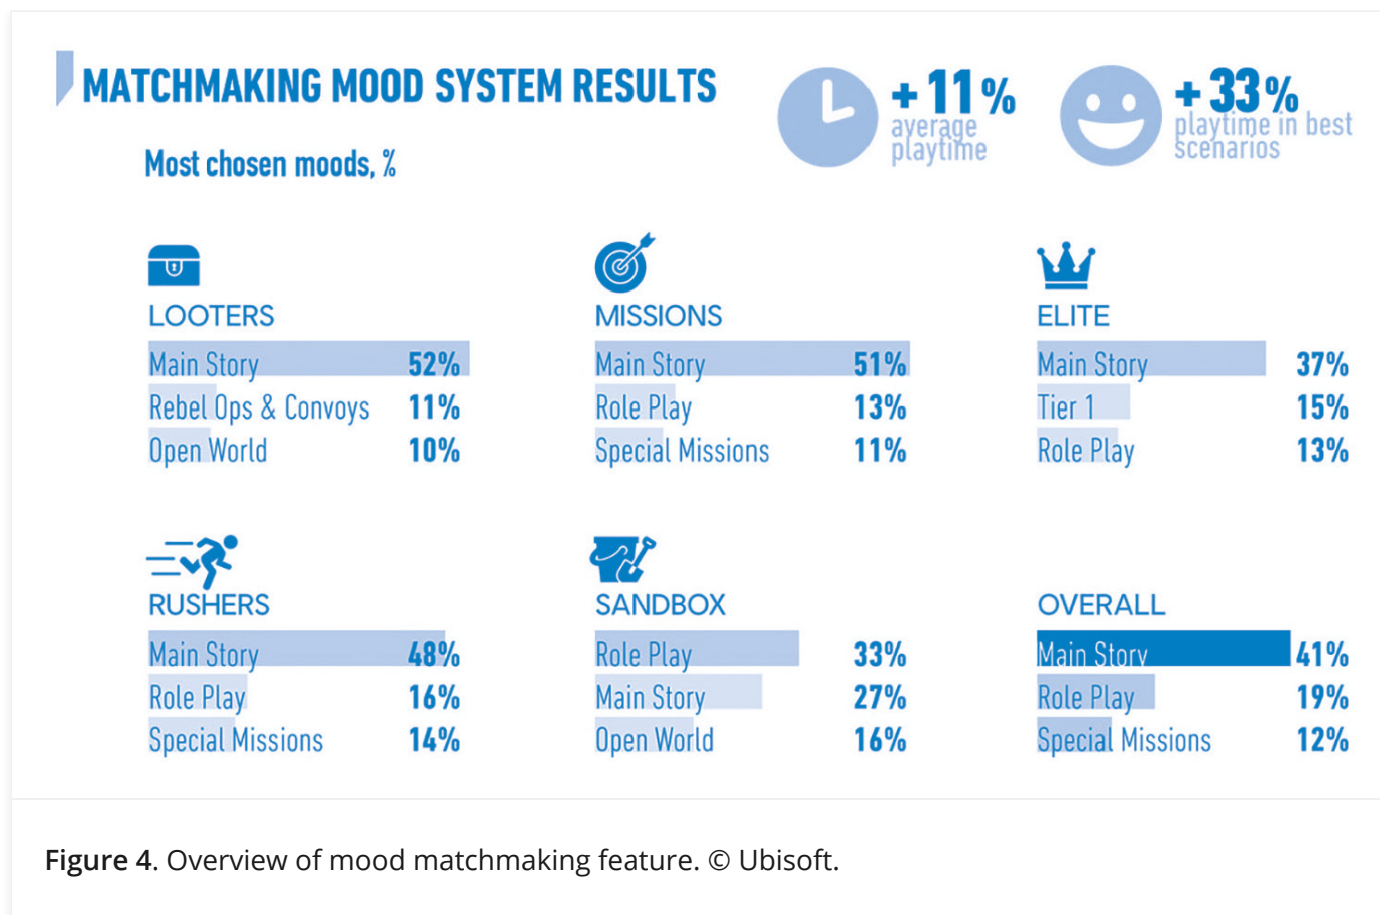 MATCHMAKING MOOD SYSTEM RESULTS
Most chosen moods, %
+11%
average
playtime
+33%
playtime in best
scenarios
LOOTERS
Main Story 52%
Rebel Ops & Convoys 11%
Open World 10%
MISSIONS
Main Story 51%
Role Play 13%
Special Missions 11%
ELITE
Main Story 37%
Tier 1 15%
Role Play 13%
RUSHERS
Main Story 48%
Role Play 16%
Special Missions 14%
SANDBOX
Role Play 33%
Main Story 27%
Open World 16%
OVERALL
Main Story 41%
Role Play 19%
Special Missions 12%
Figure 4. Overview of mood matchmaking feature. © Ubisoft.